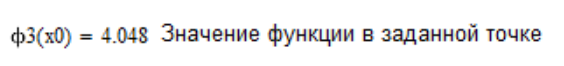 ф3(x0) = 4.048 Значение функции в заданной точке